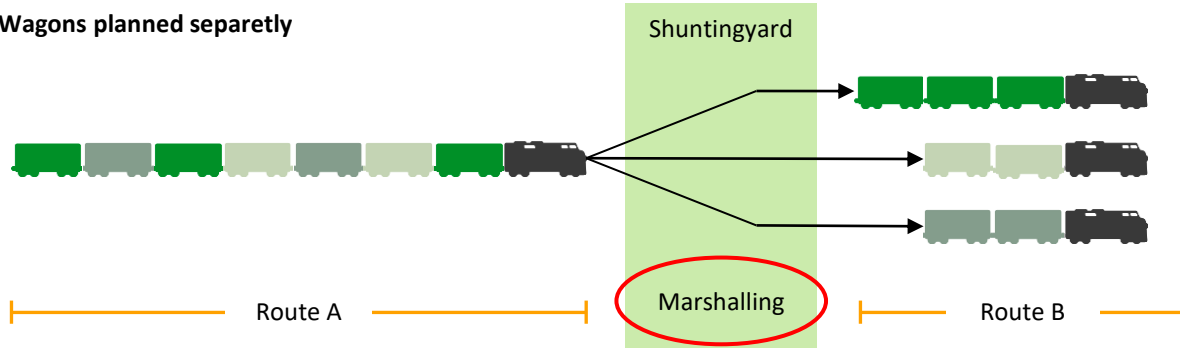 Wagons planned separetly
Shuntingyard
Marshalling
Route A
Route B